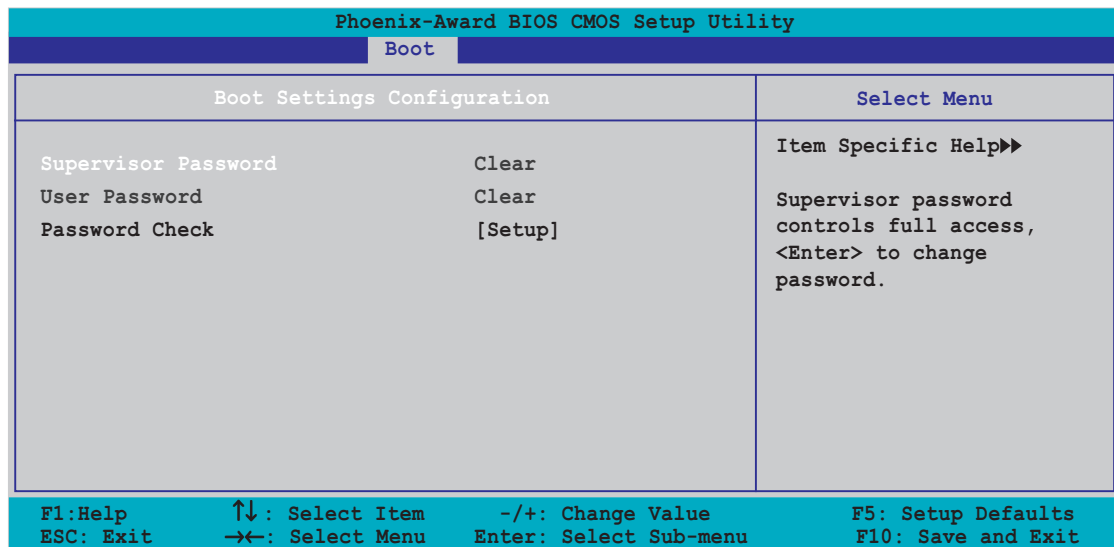 Phoenix-Award BIOS CMOS Setup Utility
Boot
Boot Settings Configuration
Select Menu
Supervisor Password Clear
User Password Clear
Password Check [Setup]
Item Specific Help▶▶
Supervisor password
controls full access,
<Enter> to change
password.
F1:Help ↑↓: Select Item -/+: Change Value F5: Setup Defaults
ESC: Exit →←: Select Menu Enter: Select Sub-menu F10: Save and Exit